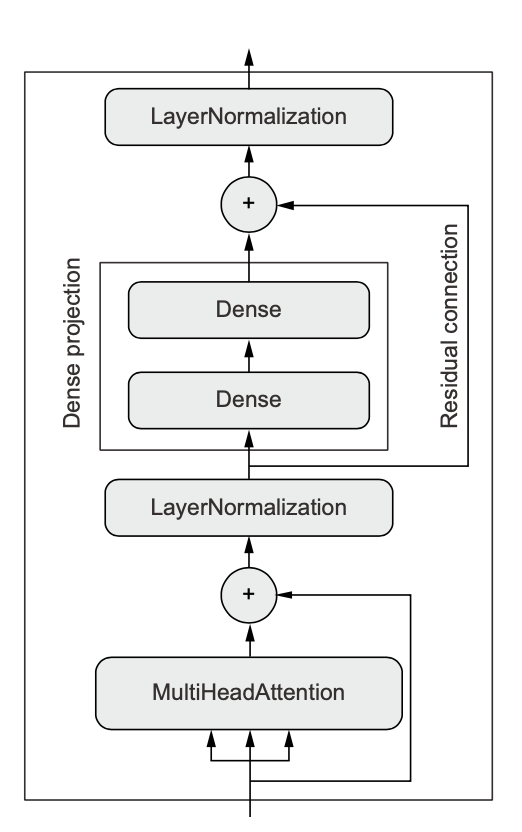 LayerNormalization
+
Dense projection
Dense
Dense
Residual connection
LayerNormalization
+
MultiHeadAttention